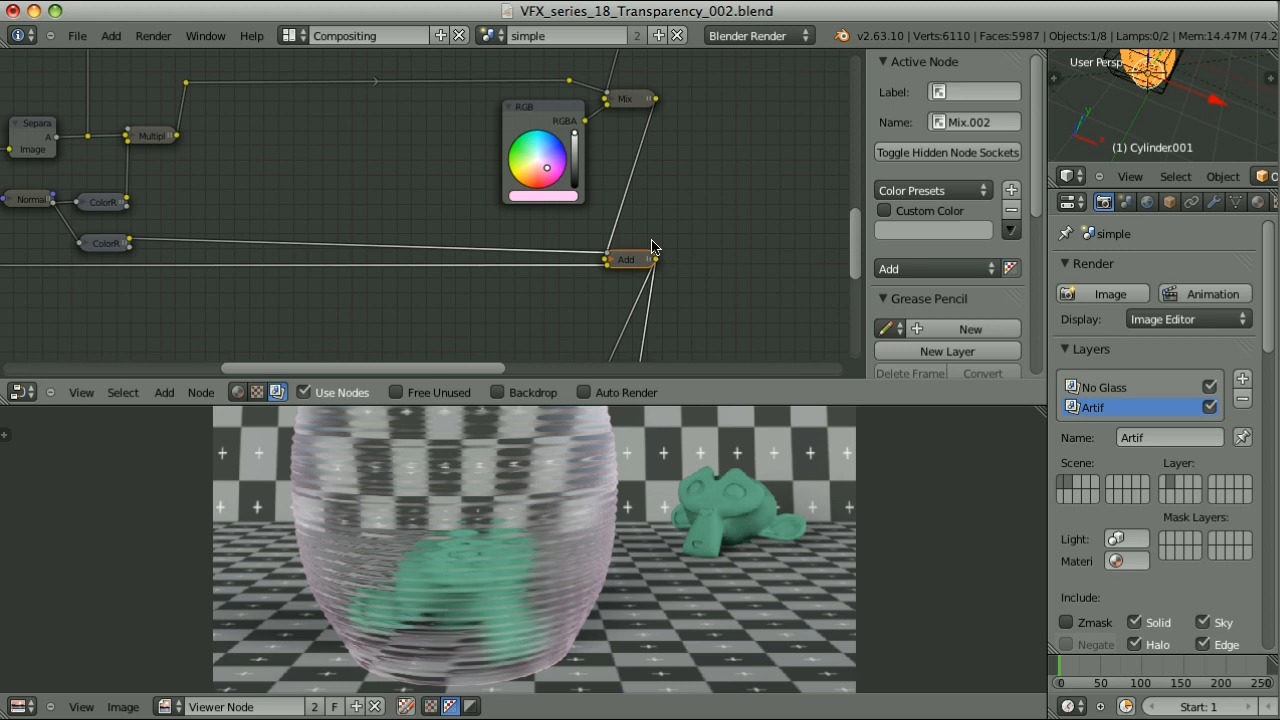 VFX_series_18_Transparency_002.blend
File Add Render Window Help Compositing simple 2 Blender Render v2.63.10 | Verts:6110 | Faces:5987 | Objects:1/8 | Lamps:0/2 | Mem:14.47M (74.2
Separa
A
Image
Multipl
Normal
ColorR
ColorR
RGB
RGBA
Mix
Add
Active Node
Label:
Name: Mix.002
Toggle Hidden Node Sockets
Color Presets
Custom Color
Add
Grease Pencil
New
New Layer
Delete Frame Convert
User Persp
(1) Cylinder.001
View Select Object
simple
Render
Image Animation
Display: Image Editor
Layers
No Glass
Artif
Name: Artif
Scene: Layer:
Mask Layers:
Light:
Materi
Include:
Zmask Solid Sky
Negate Halo Edge
View Select Add Node Use Nodes Free Unused Backdrop Auto Render
0 50 100 150 200 250
View Image Viewer Node 2 F
Start: 1